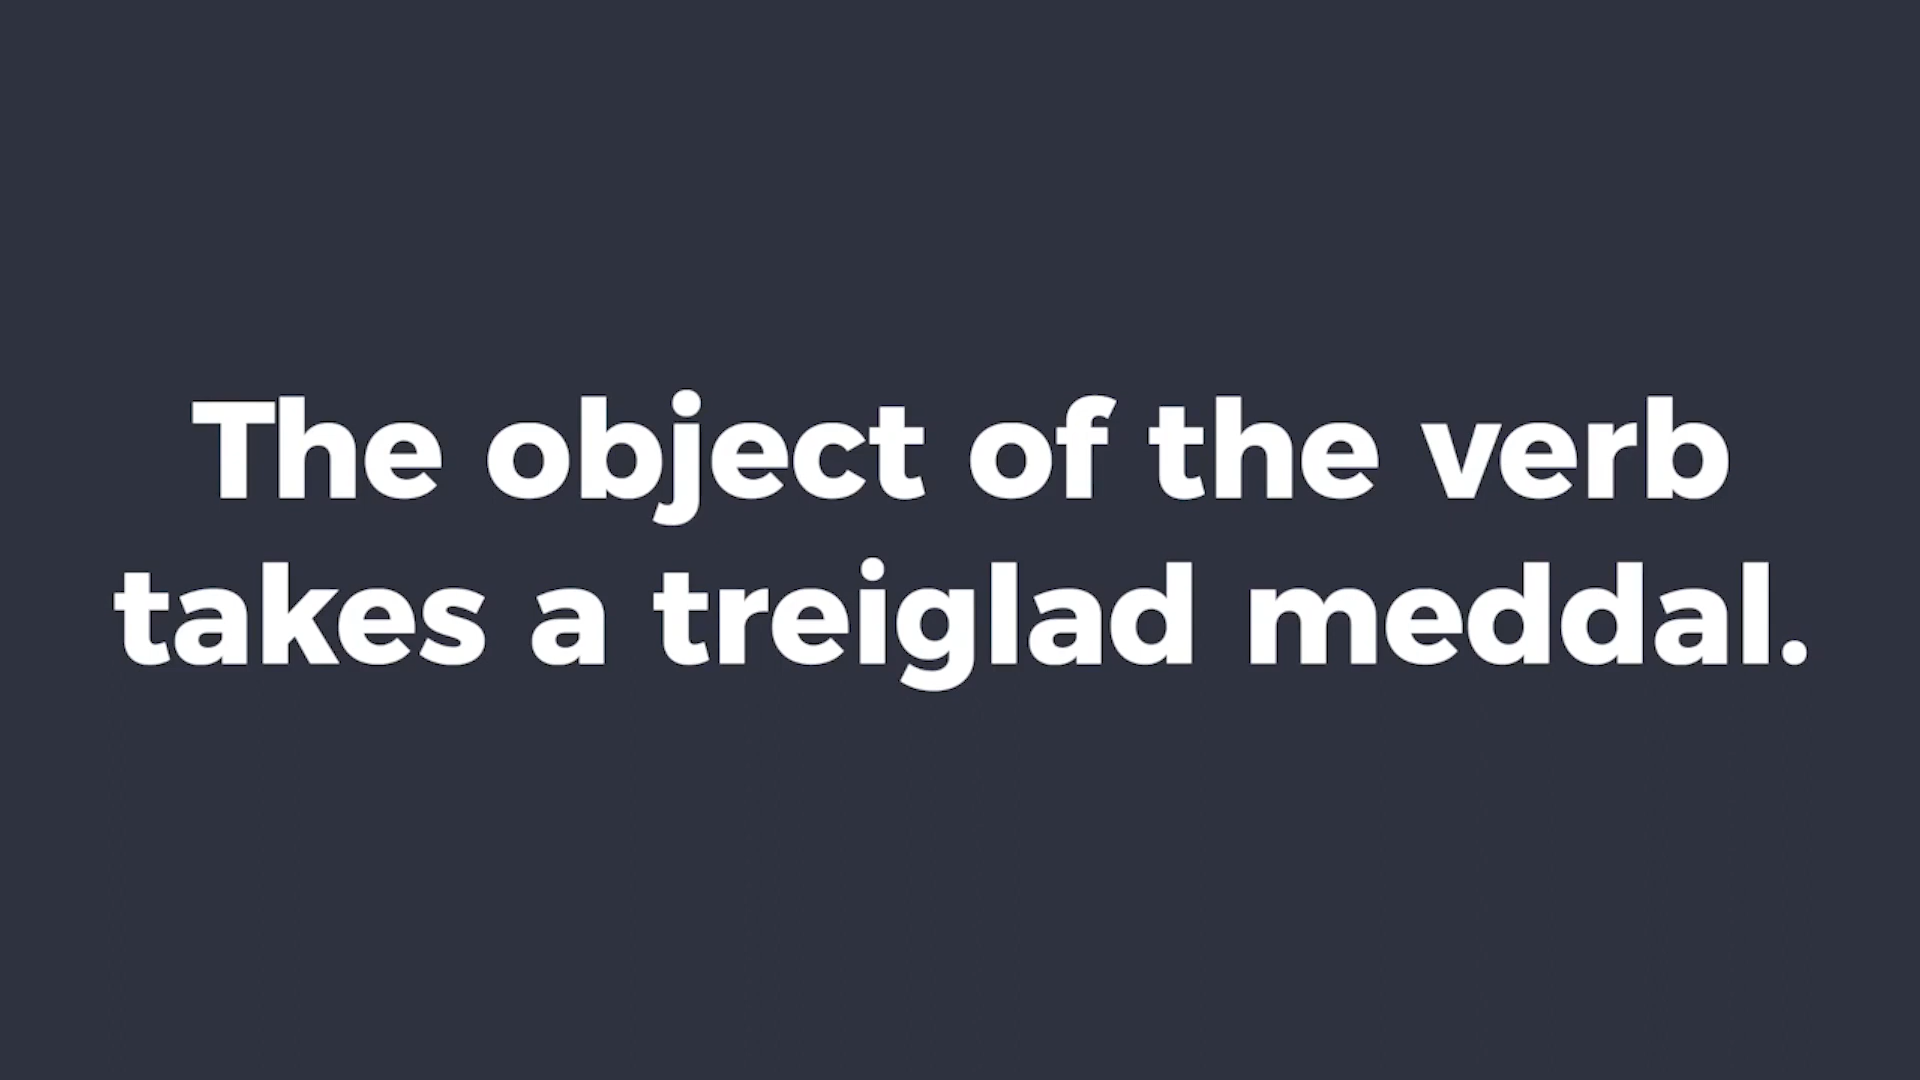 The object of the verb
takes a treiglad meddal.